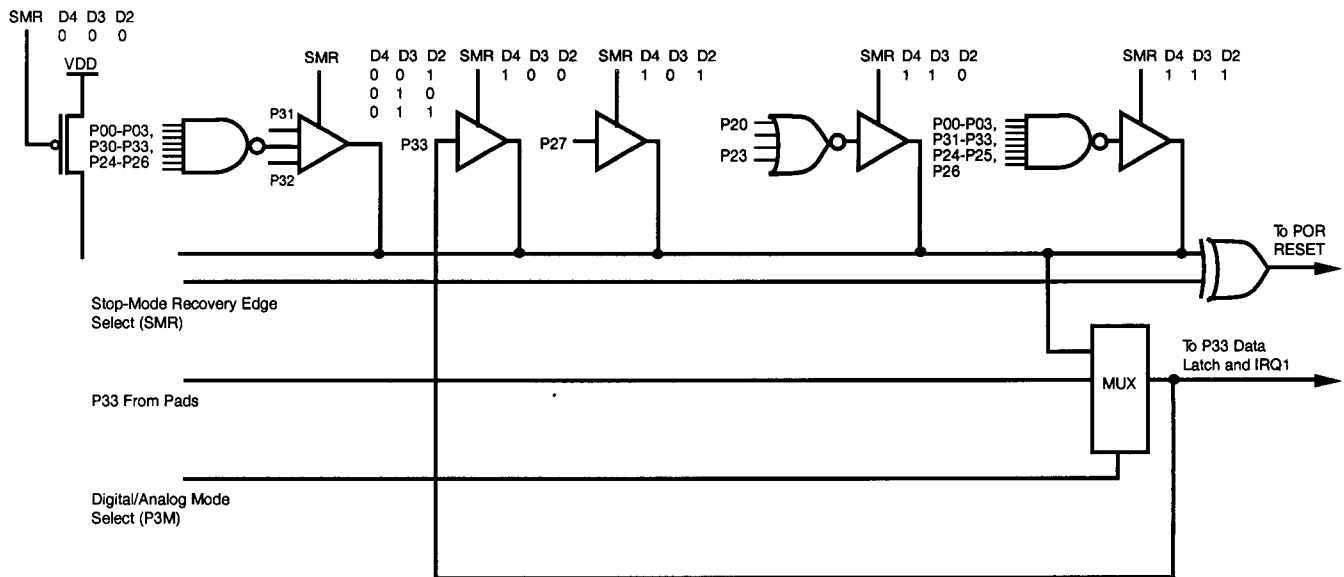 SMR D4 D3 D2
0 0 0
VDD
P00-P03,
P30-P33,
P24-P26
SMR
P31
P32
D4 D3 D2
0 0 1
0 1 0
0 1 1
SMR D4 D3 D2
1 0 0
P33
SMR D4 D3 D2
1 0 1
P27
SMR D4 D3 D2
1 1 0
P20
P23
SMR D4 D3 D2
1 1 1
P00-P03,
P31-P33,
P24-P25,
P26
To POR
RESET
Stop-Mode Recovery Edge
Select (SMR)
To P33 Data
Latch and IRQ1
MUX
P33 From Pads
Digital/Analog Mode
Select (P3M)